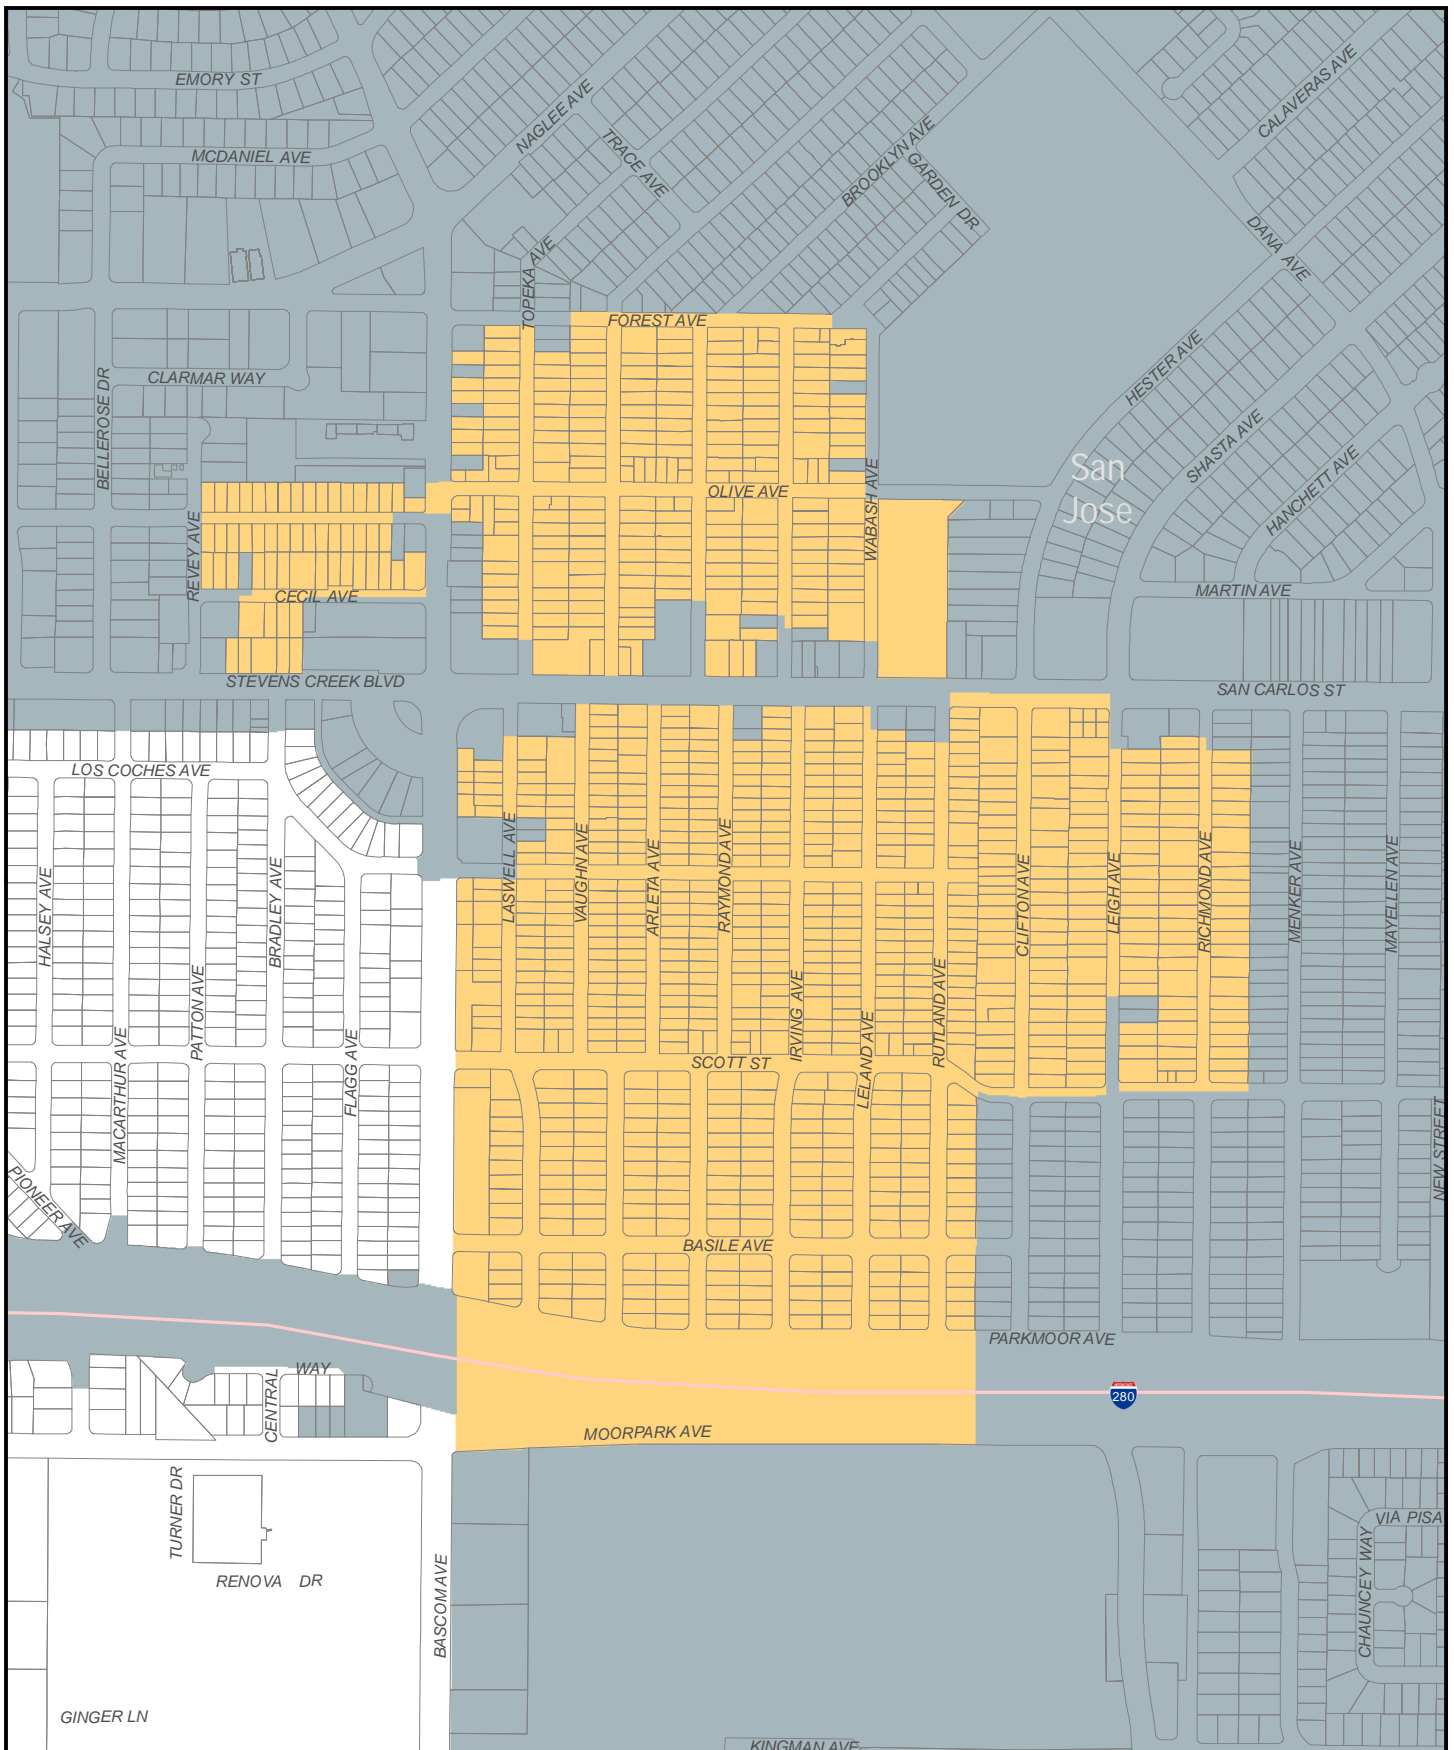 EMORY ST
MCDANIEL AVE
NAGLEE AVE
TRACE AVE
BROOKLYN AVE
GARDEN DR
CALAVERAS AVE
DANA AVE
TOPEKA AVE
FOREST AVE
HESTER AVE
CLARMAR WAY
BELLEROSE DR
SHASTA AVE
HANCHETT AVE
San
Jose
OLIVE AVE
WABASH AVE
REVEY AVE
CECIL AVE
MARTIN AVE
STEVENS CREEK BLVD
SAN CARLOS ST
LOS COCHES AVE
HALSEY AVE
MACARTHUR AVE
PATTON AVE
BRADLEY AVE
FLAGG AVE
LASWELL AVE
VAUGHN AVE
ARLETA AVE
RAYMOND AVE
IRVING AVE
LELAND AVE
RUTLAND AVE
CLIFTON AVE
LEIGH AVE
RICHMOND AVE
MENKER AVE
MAYELLEN AVE
SCOTT ST
NEW STREET
PIONEER AVE
BASILE AVE
PARKMOOR AVE
CENTRAL WAY
280
MOORPARK AVE
TURNER DR
RENOVA DR
BASCOM AVE
VIA PISA
CHAUNCEY WAY
GINGER LN
KINGMAN AVE